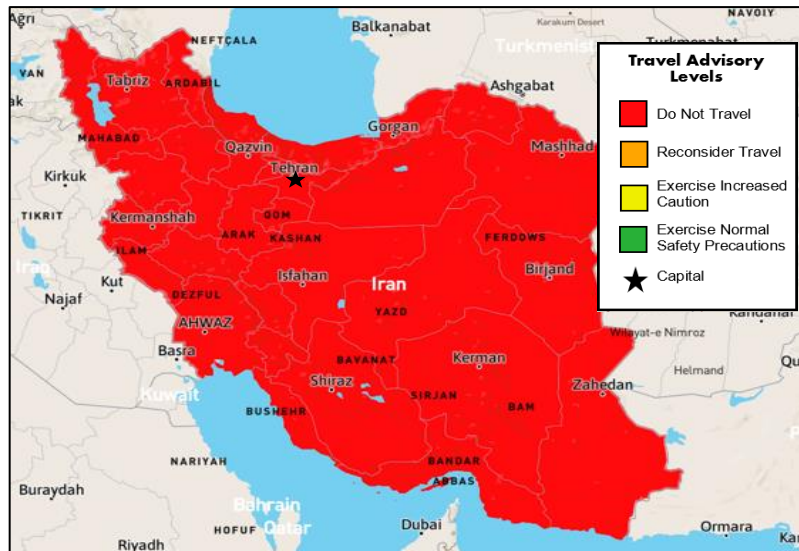 Ağrı
NEFTÇALA
Balkanabat
Karakum Desert
NAVOIY
Turkmenabat
Travel Advisory
Levels
Do Not Travel
Reconsider Travel
Exercise Increased
Caution
Exercise Normal
Safety Precautions
Capital
VAN
Tabriz
ARDABIL
Ashgabat
MAHABAD
Gorgan
Qazvin
Mashhad
Tehran
Kirkuk
TIKRIT
Kermanshah
QOM
ARAK
KASHAN
FERDOWS
ILAM
Iraq
Kut
Isfahan
Iran
Birjand
Najaf
DEZFUL
YAZD
Kandahar
AHWAZ
Wilayat-e Nimroz
Basra
BAVANAT
Kerman
Helmand
Kuwait
Shiraz
SIRJAN
BAM
Zahedan
BUSHEHR
NARIYAH
BANDAR
ABBAS
Buraydah
Bahrain
HOFUF
Qatar
Dubai
Ormara
Riyadh